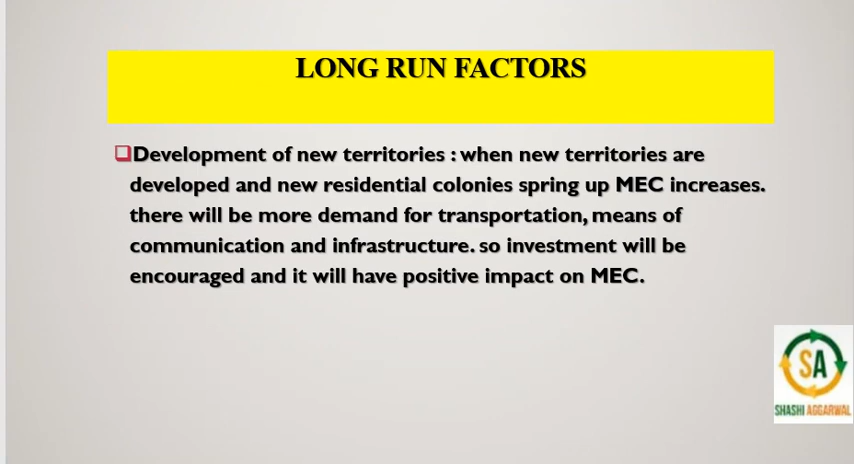 LONG RUN FACTORS
❑Development of new territories : when new territories are
developed and new residential colonies spring up MEC increases.
there will be more demand for transportation, means of
communication and infrastructure. so investment will be
encouraged and it will have positive impact on MEC.
SA
SHASHI AGGARWAL